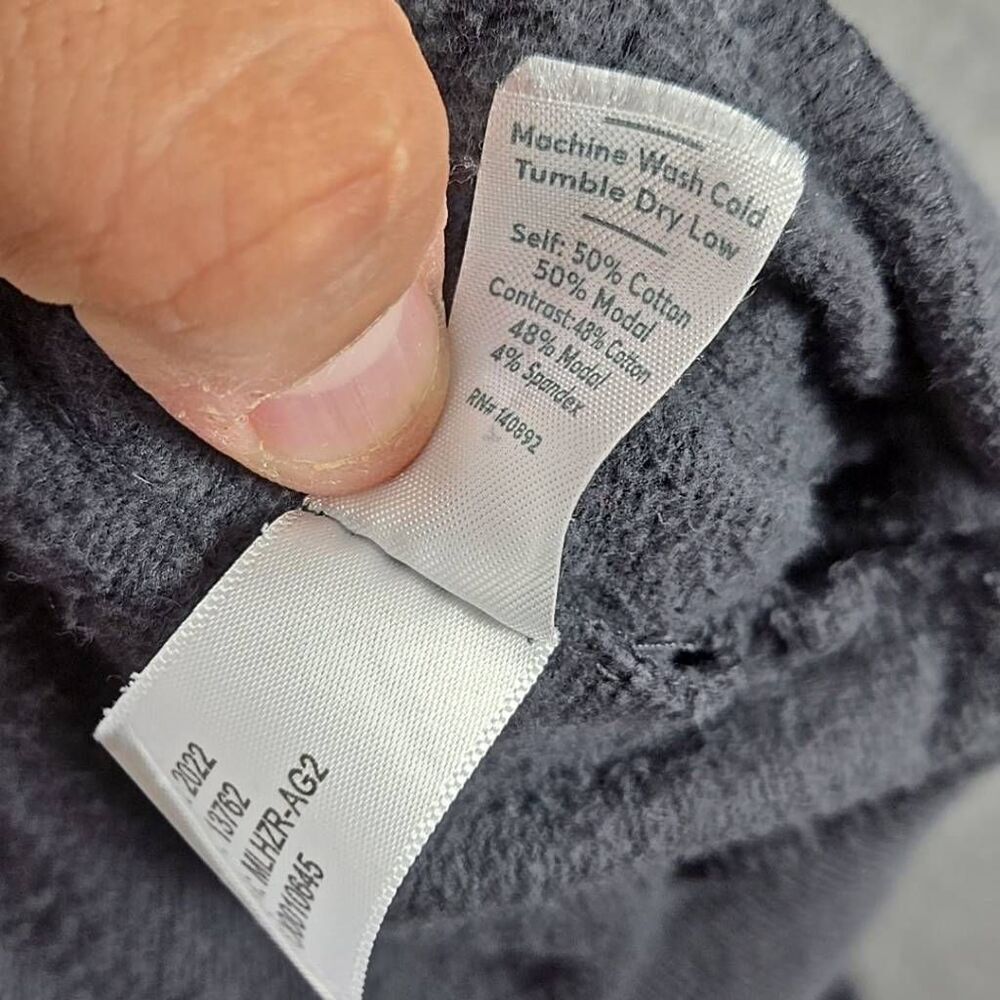 Machine Wash Cold
Tumble Dry Low
Self: 50% Cotton
50% Modal
Contrast:48% Cotton
48% Modal
4% Spandex
RN# 140892
2022
13762
MLHZR-AG2
00010645